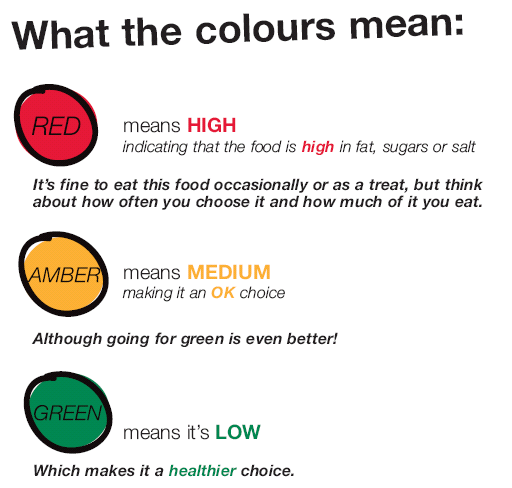 What the colours mean:
RED
means HIGH
indicating that the food is high in fat, sugars or salt
It's fine to eat this food occasionally or as a treat, but think
about how often you choose it and how much of it you eat.
AMBER
means MEDIUM
making it an OK choice
Although going for green is even better!
GREEN
means it's LOW
Which makes it a healthier choice.